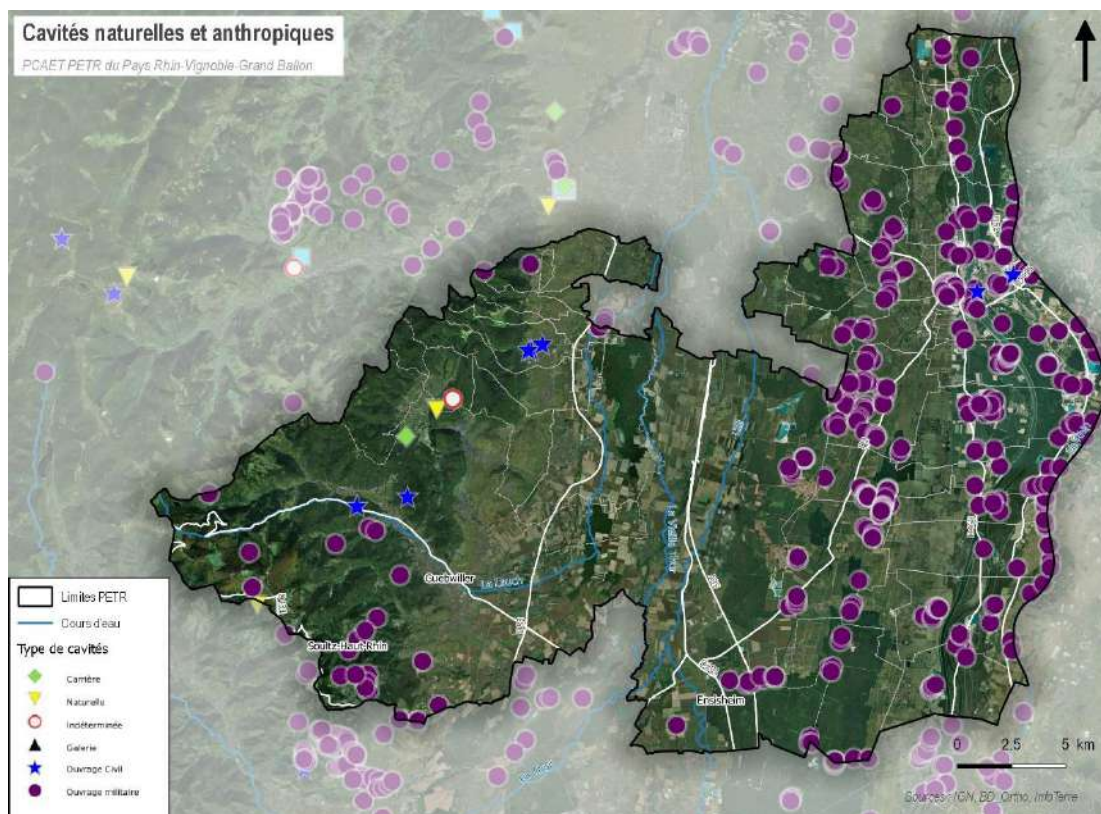 Cavités naturelles et anthropiques
PCAET PETR du Pays Rhin-Vignoble-Grand Ballon
Guebwiller
La Lauch
Soultz-Haut-Rhin
Ensisheim
Limites PETR
Cours d'eau
Type de cavités
Carrière
Naturelle
Indéterminée
Galerie
Ouvrage Civil
Ouvrage militaire
0 2.5 5 km
Sources : IGN, BD Ortho, InfoTerre